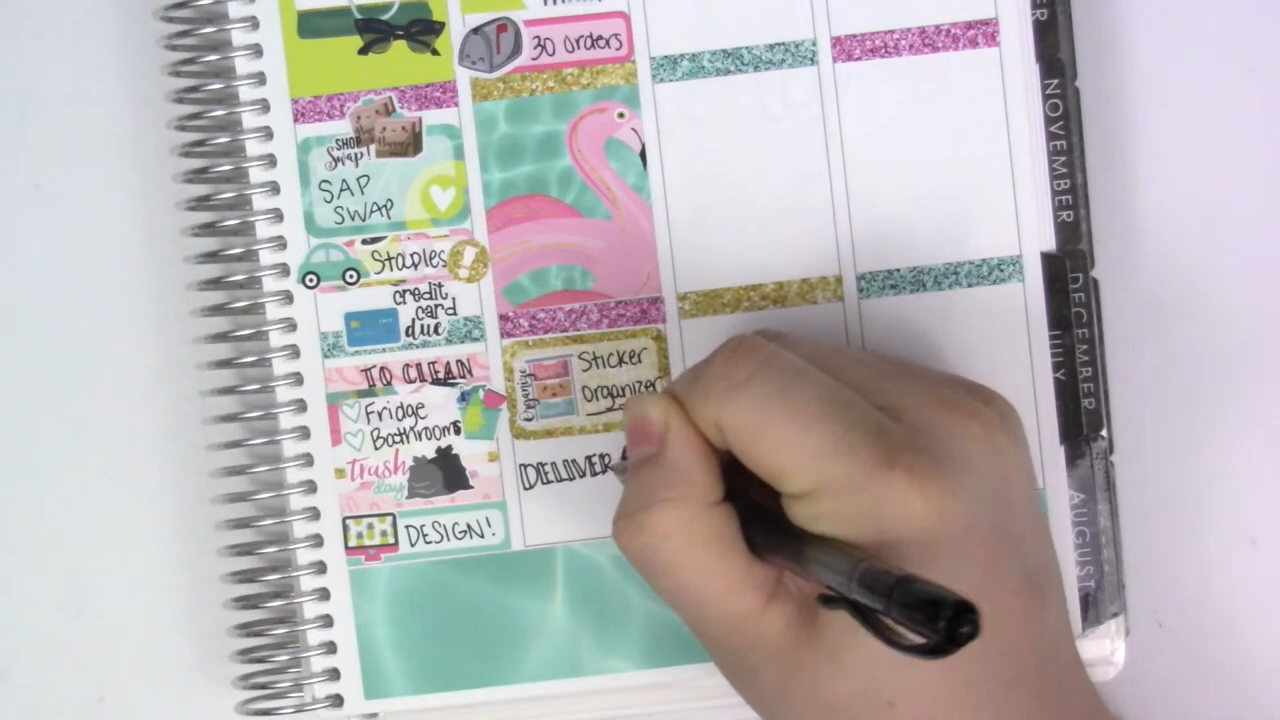 30 orders
SHOP
Swap!
SAP
SWAP
Staples
!
credit
card
due
TO CLEAN
Fridge
Bathrooms
Trash
day
DESIGN!
Organize
Sticker
organizer
DELIVER
NOVEMBER
DECEMBER
JULY
AUGUST